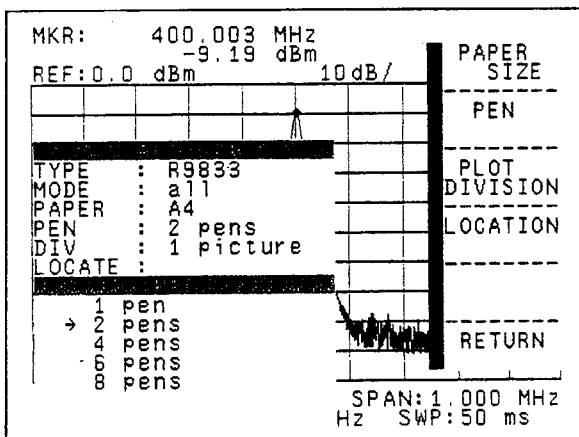 MKR: 400.003 MHz
-9.19 dBm
REF:0.0 dBm 10dB/
TYPE : R9833
MODE : all
PAPER : A4
PEN : 2 pens
DIV : 1 picture
LOCATE :
1 pen
→ 2 pens
4 pens
6 pens
8 pens
PAPER
SIZE
PEN
PLOT
DIVISION
LOCATION
RETURN
SPAN:1.000 MHz
Hz SWP:50 ms